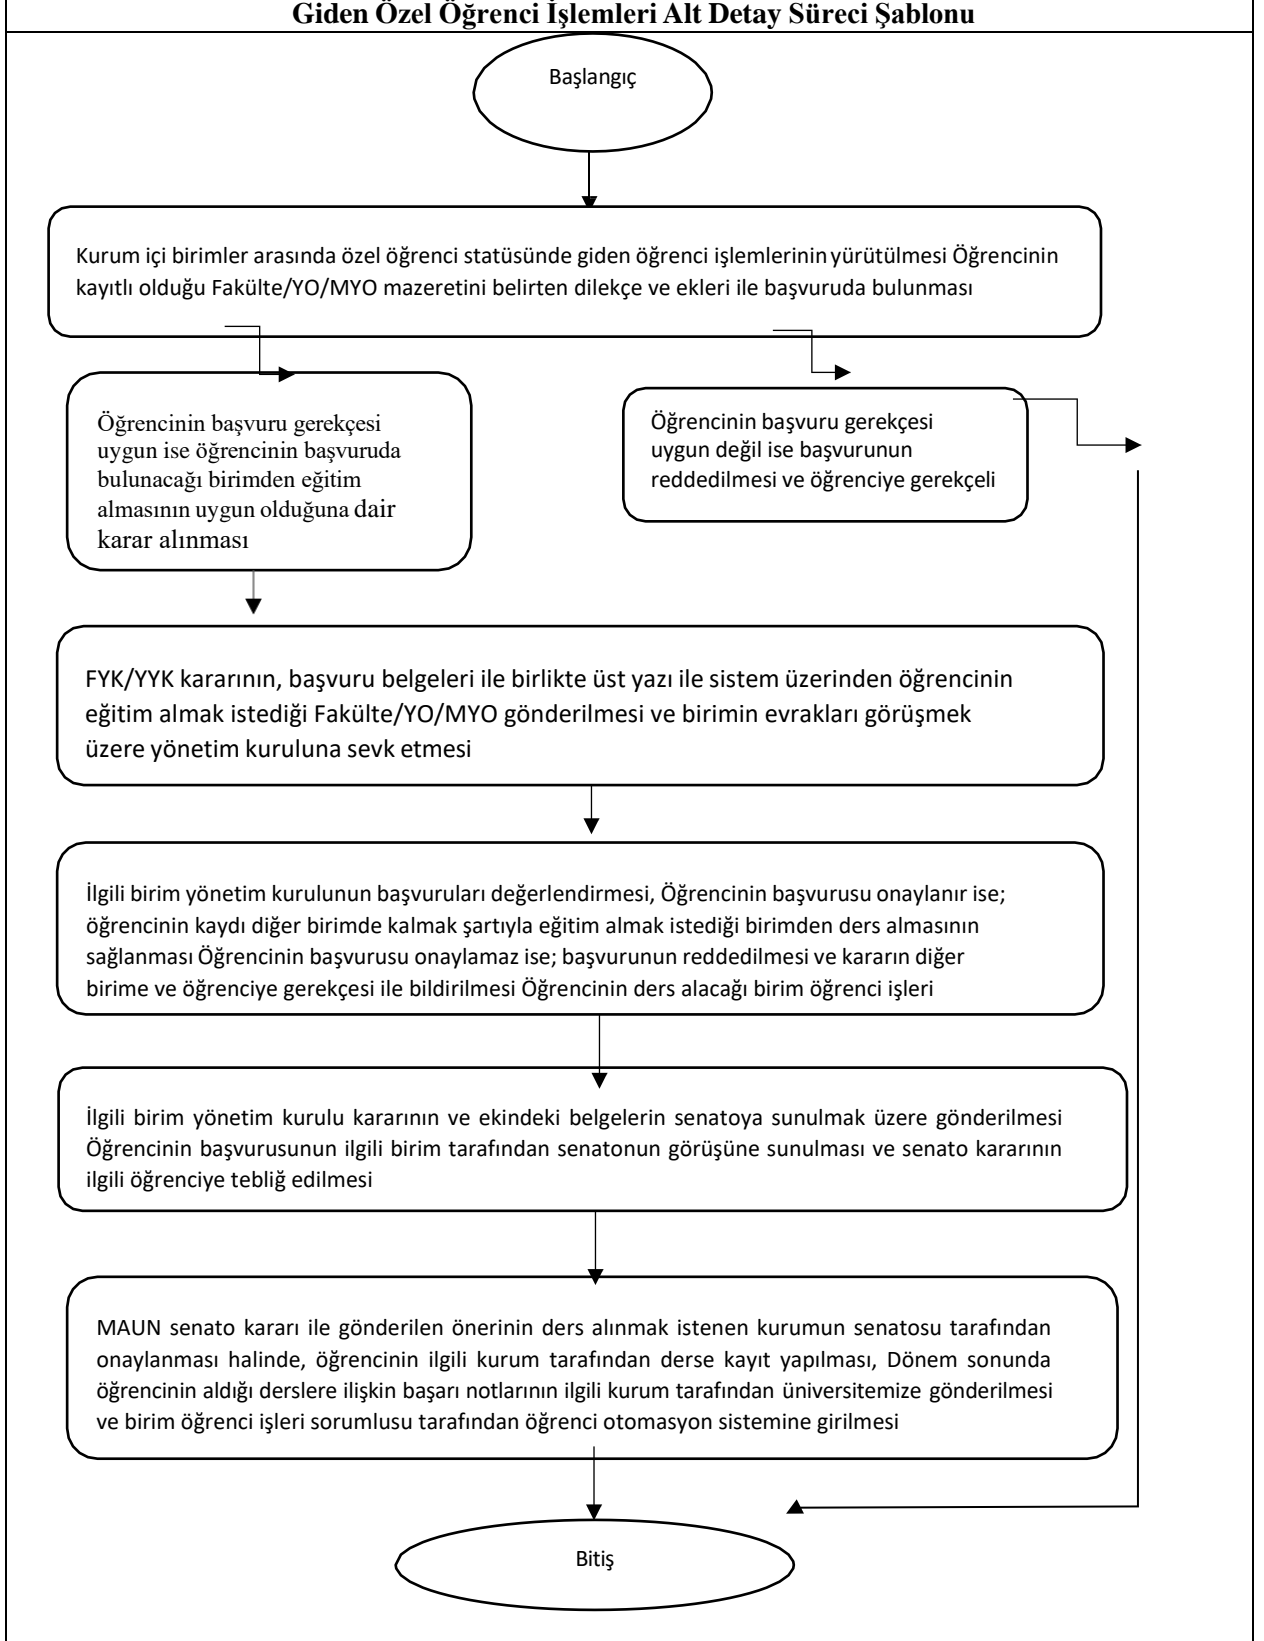 Giden Özel Öğrenci İşlemleri Alt Detay Süreci Şablonu
Başlangıç
Kurum içi birimler arasında özel öğrenci statüsünde giden öğrenci işlemlerinin yürütülmesi Öğrencinin
kayıtlı olduğu Fakülte/YO/MYO mazeretini belirten dilekçe ve ekleri ile başvuruda bulunması
Öğrencinin başvuru gerekçesi
uygun ise öğrencinin başvuruda
bulunacağı birimden eğitim
almasının uygun olduğuna dair
karar alınması
Öğrencinin başvuru gerekçesi
uygun değil ise başvurunun
reddedilmesi ve öğrenciye gerekçeli
FYK/YYK kararının, başvuru belgeleri ile birlikte üst yazı ile sistem üzerinden öğrencinin
eğitim almak istediği Fakülte/YO/MYO gönderilmesi ve birimin evrakları görüşmek
üzere yönetim kuruluna sevk etmesi
İlgili birim yönetim kurulunun başvuruları değerlendirmesi, Öğrencinin başvurusu onaylanır ise;
öğrencinin kaydı diğer birimde kalmak şartıyla eğitim almak istediği birimden ders almasının
sağlanması Öğrencinin başvurusu onaylamaz ise; başvurunun reddedilmesi ve kararın diğer
birime ve öğrenciye gerekçesi ile bildirilmesi Öğrencinin ders alacağı birim öğrenci işleri
İlgili birim yönetim kurulu kararının ve ekindeki belgelerin senatoya sunulmak üzere gönderilmesi
Öğrencinin başvurusunun ilgili birim tarafından senatonun görüşüne sunulması ve senato kararının
ilgili öğrenciye tebliğ edilmesi
MAUN senato kararı ile gönderilen önerinin ders alınmak istenen kurumun senatosu tarafından
onaylanması halinde, öğrencinin ilgili kurum tarafından derse kayıt yapılması, Dönem sonunda
öğrencinin aldığı derslere ilişkin başarı notlarının ilgili kurum tarafından üniversitemize gönderilmesi
ve birim öğrenci işleri sorumlusu tarafından öğrenci otomasyon sistemine girilmesi
Bitiş